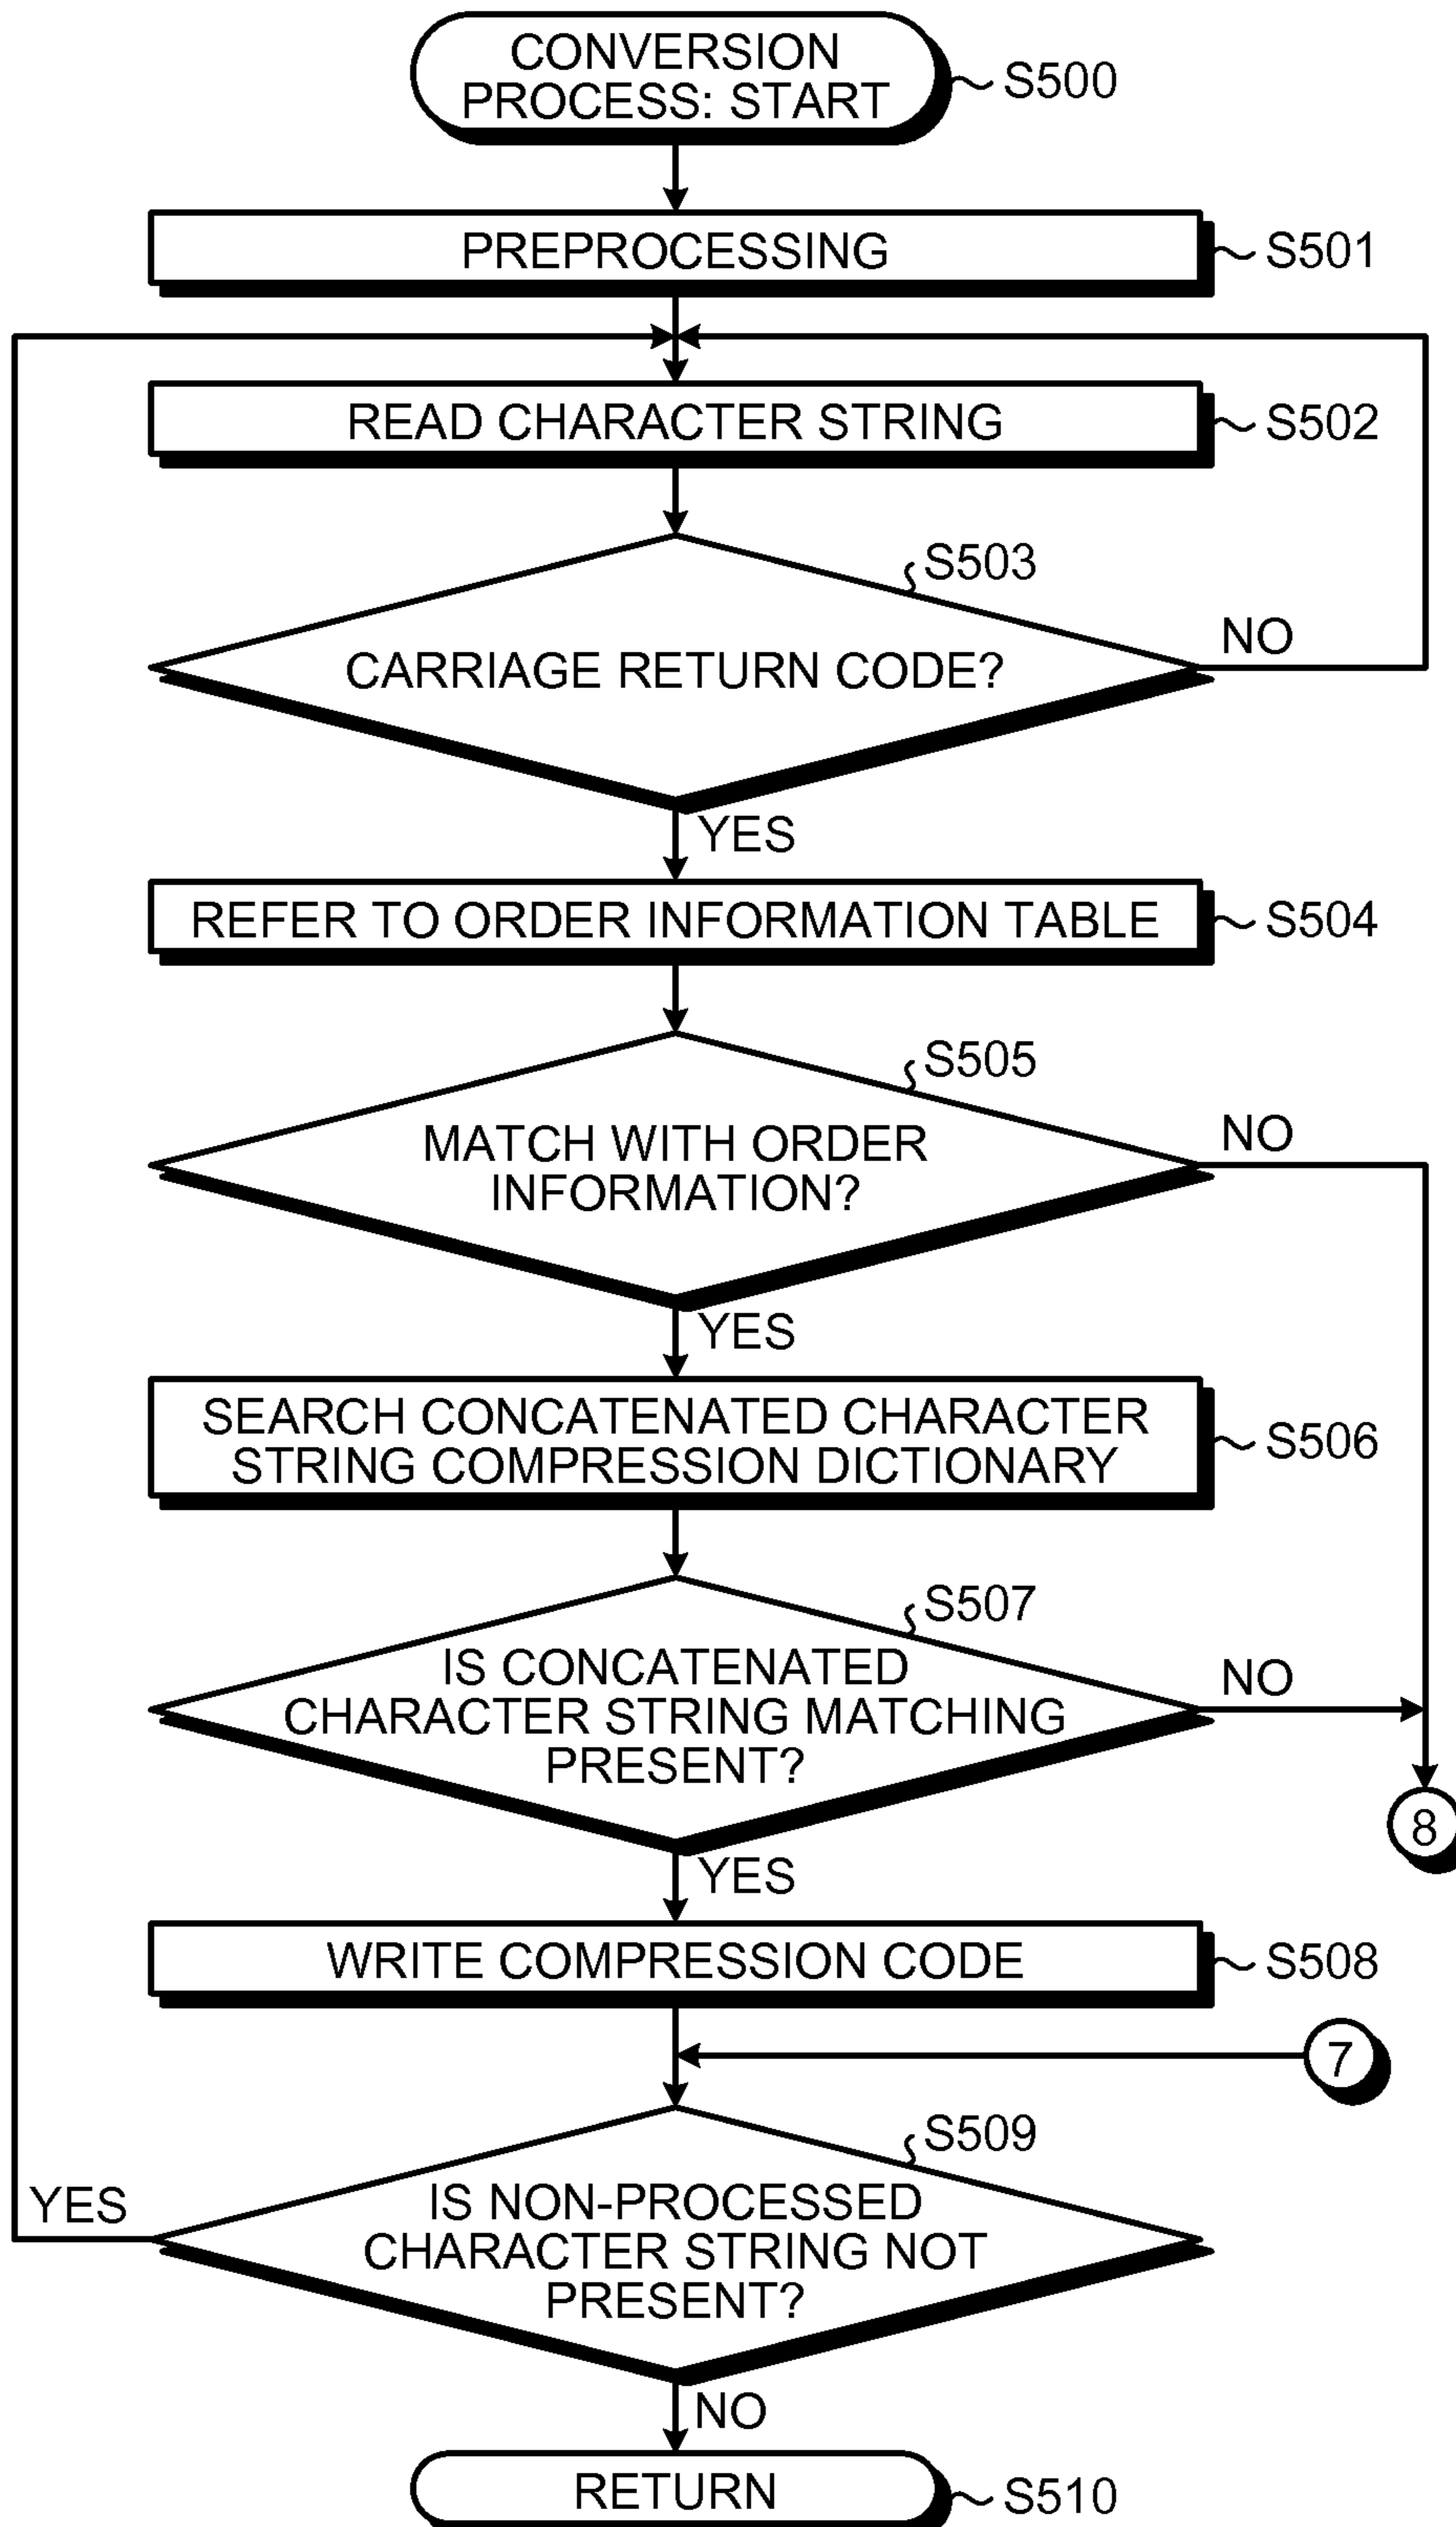 CONVERSION
PROCESS: START
S500
PREPROCESSING
S501
READ CHARACTER STRING
S502
S503
CARRIAGE RETURN CODE?
NO
YES
REFER TO ORDER INFORMATION TABLE
S504
S505
MATCH WITH ORDER
INFORMATION?
NO
YES
SEARCH CONCATENATED CHARACTER
STRING COMPRESSION DICTIONARY
S506
S507
IS CONCATENATED
CHARACTER STRING MATCHING
PRESENT?
NO
8
YES
WRITE COMPRESSION CODE
S508
7
S509
IS NON-PROCESSED
CHARACTER STRING NOT
PRESENT?
YES
NO
RETURN
S510